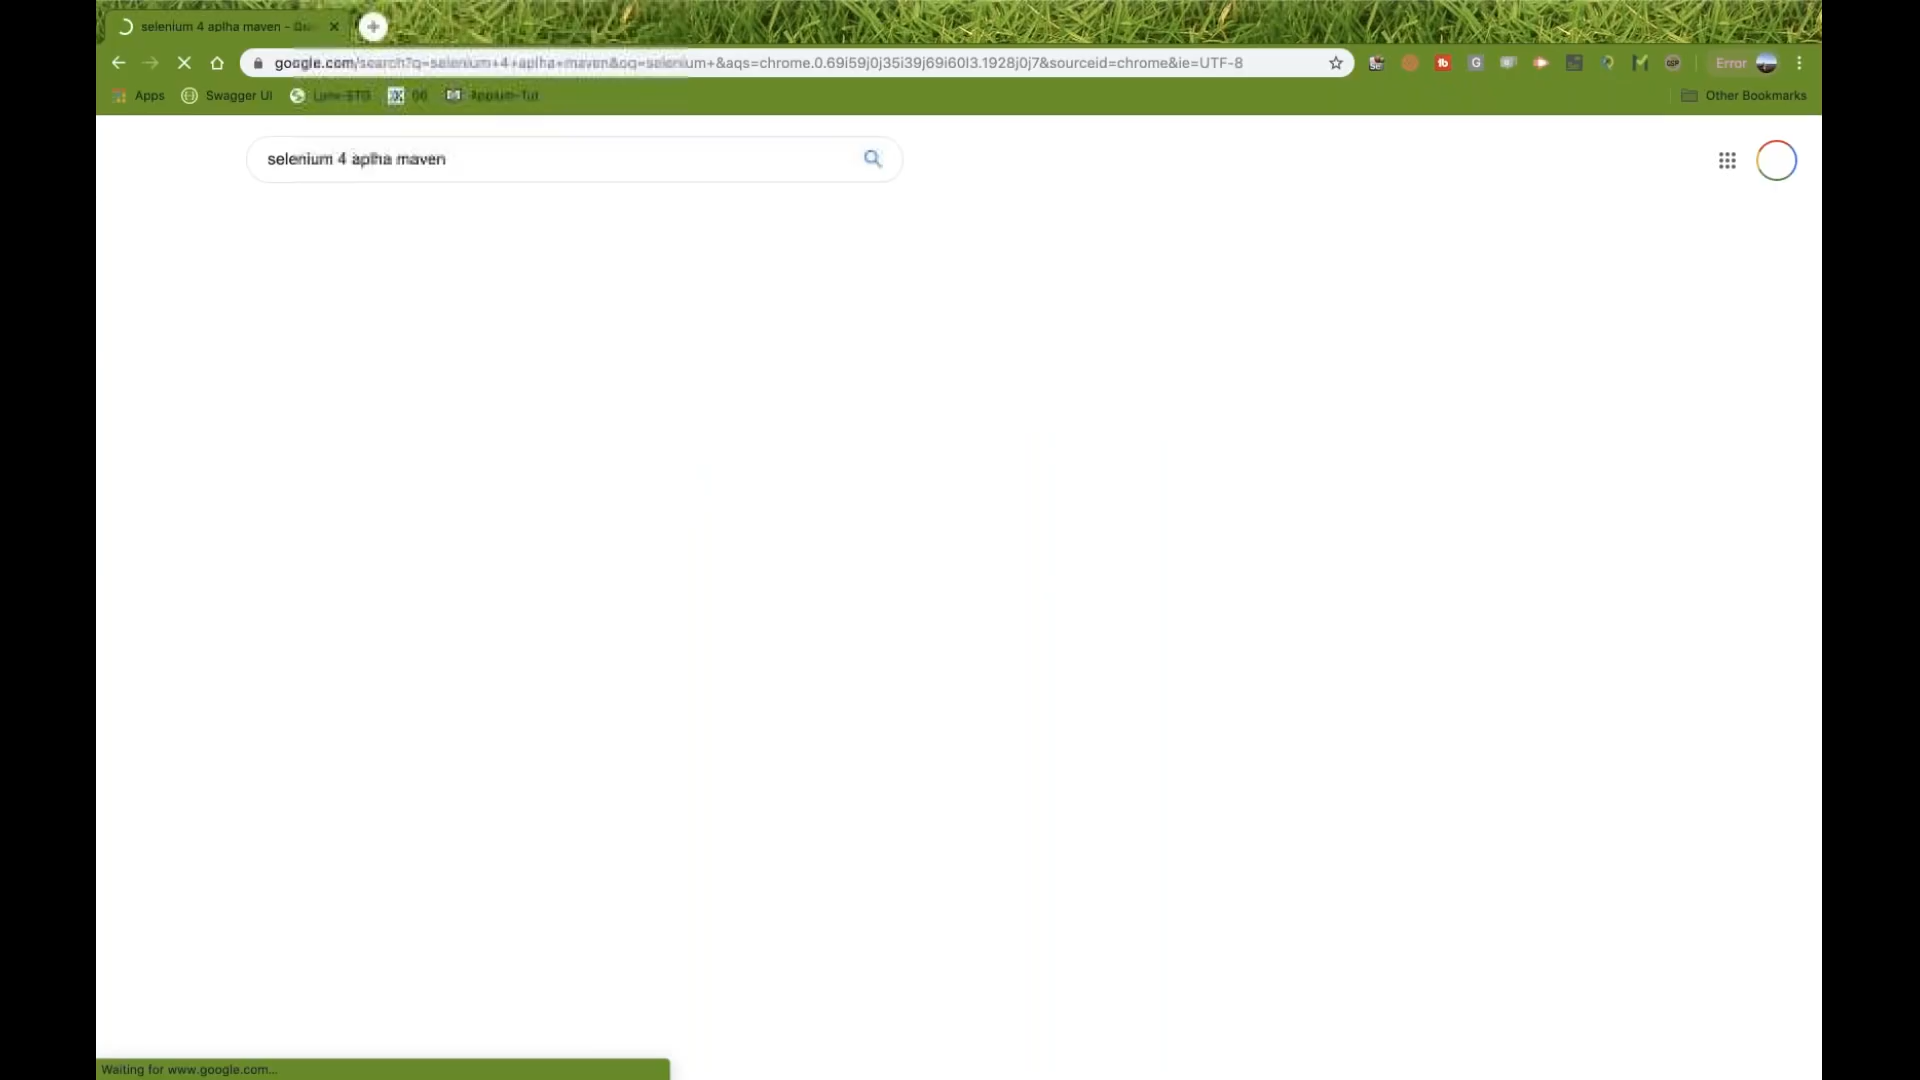 selenium 4 aplha maven -
google.com/search?q=selenium+4+aplha+maven&oq=selenium+&aqs=chrome.0.69i59j0j35i39j69i60l3.1928j0j7&sourceid=chrome&ie=UTF-8
Error
Apps Swagger UI Appium-Tut Other Bookmarks
selenium 4 aplha maven
Waiting for www.google.com...